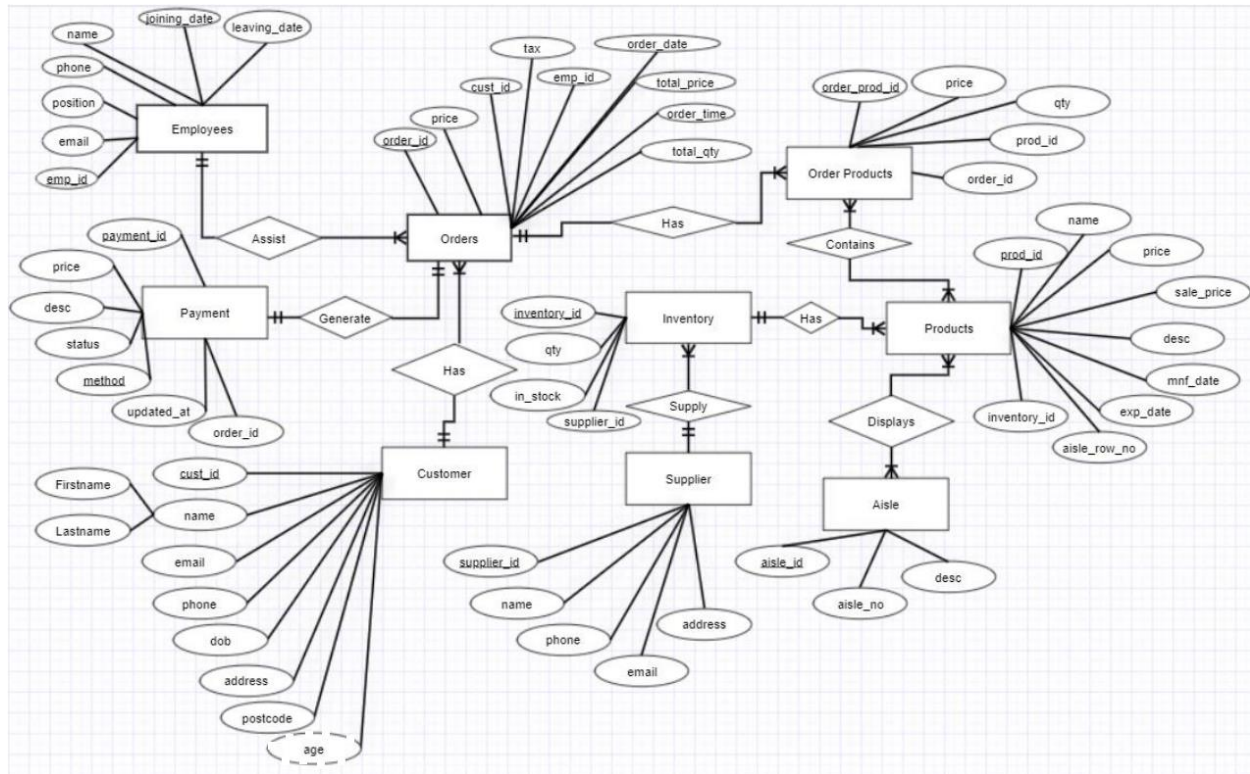 joining_date
leaving_date
name
phone
position
email
emp_id
Employees
tax
order_date
cust_id
emp_id
total_price
price
order_time
order_id
total_qty
order_prod_id
price
qty
prod_id
order_id
Order Products
Assist
Orders
Has
Contains
payment_id
price
desc
status
method
updated_at
order_id
Payment
Generate
Has
inventory_id
qty
in_stock
supplier_id
Inventory
Has
Supply
name
prod_id
price
sale_price
desc
mnf_date
exp_date
aisle_row_no
inventory_id
Products
Displays
Customer
Supplier
Aisle
cust_id
Firstname
name
Lastname
email
phone
dob
address
postcode
age
supplier_id
name
phone
email
address
aisle_id
aisle_no
desc